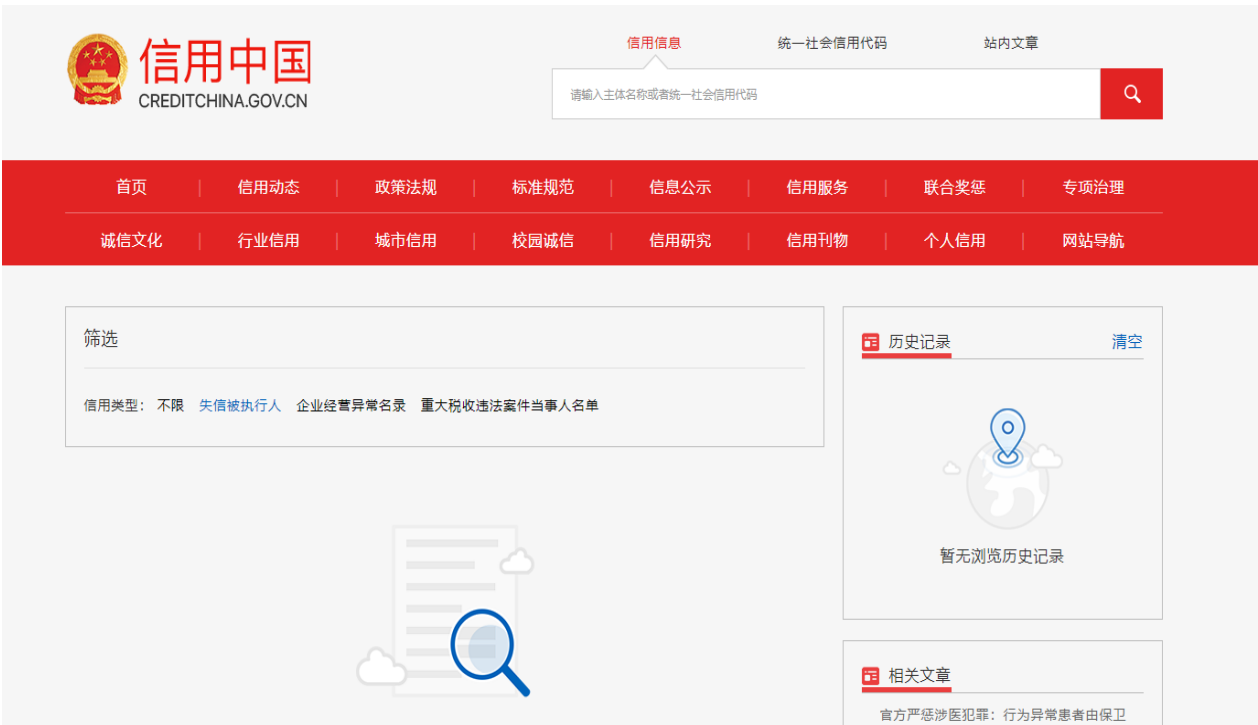 信用中国
CREDITCHINA.GOV.CN
信用信息 统一社会信用代码 站内文章
请输入主体名称或者统一社会信用代码
首页 信用动态 政策法规 标准规范 信息公示 信用服务 联合奖惩 专项治理
诚信文化 行业信用 城市信用 校园诚信 信用研究 信用刊物 个人信用 网站导航
筛选
信用类型： 不限 失信被执行人 企业经营异常名录 重大税收违法案件当事人名单
历史记录 清空
暂无浏览历史记录
相关文章
官方严惩涉医犯罪：行为异常患者由保卫